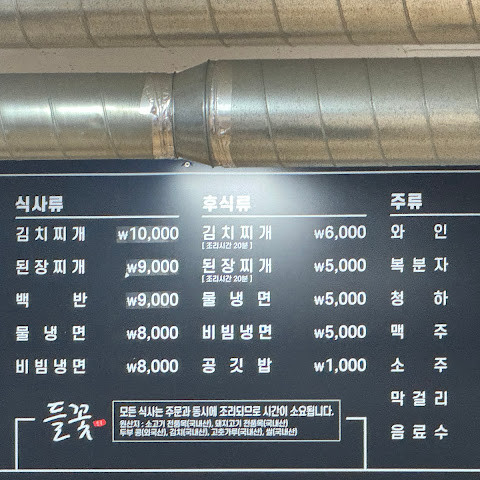 식사류
김치찌개 ₩10,000
된장찌개 ₩9,000
백반 ₩9,000
물냉면 ₩8,000
비빔냉면 ₩8,000
후식류
김치찌개 ₩6,000
[조리시간 20분]
된장찌개 ₩5,000
[조리시간 20분]
물냉면 ₩5,000
비빔냉면 ₩5,000
공깃밥 ₩1,000
주류
와인
복분자
청하
맥주
소주
막걸리
음료수
들꽃
모든 식사는 주문과 동시에 조리되므로 시간이 소요됩니다.
원산지 : 소고기 전품목(국내산), 돼지고기 전품목(국내산)
두부 콩(외국산), 김치(국내산), 고춧가루(국내산), 쌀(국내산)